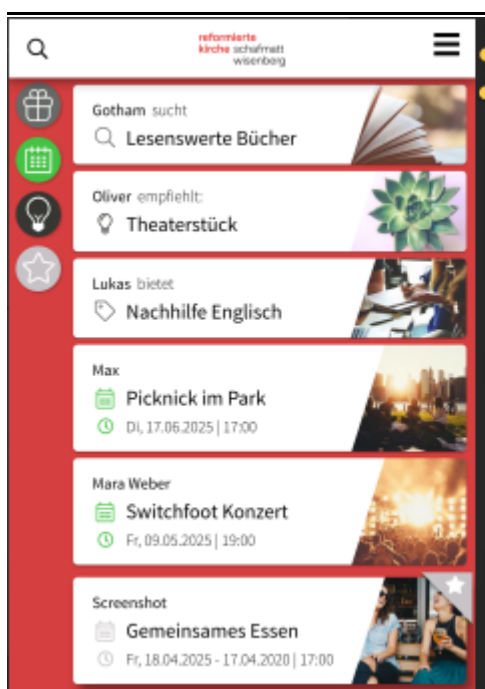 reformierte
kirche schafmatt
wisenberg
Gotham sucht
Lesenswerte Bücher
Oliver empfiehlt:
Theaterstück
Lukas bietet
Nachhilfe Englisch
Max
Picknick im Park
Di, 17.06.2025 | 17:00
Mara Weber
Switchfoot Konzert
Fr, 09.05.2025 | 19:00
Screenshot
Gemeinsames Essen
Fr, 18.04.2025 - 17.04.2020 | 17:00